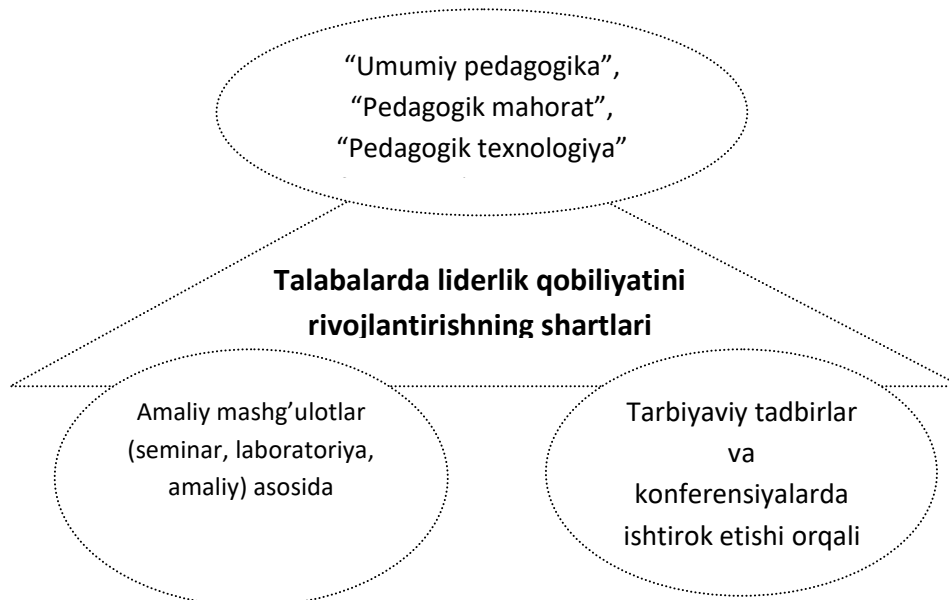 “Umumiy pedagogika”,
“Pedagogik mahorat”,
“Pedagogik texnologiya”
Talabalarda liderlik qobiliyatini
rivojlantirishning shartlari
Amaliy mashg’ulotlar
(seminar, laboratoriya,
amaliy) asosida
Tarbiyaviy tadbirlar
va
konferensiyalarda
ishtirok etishi orqali